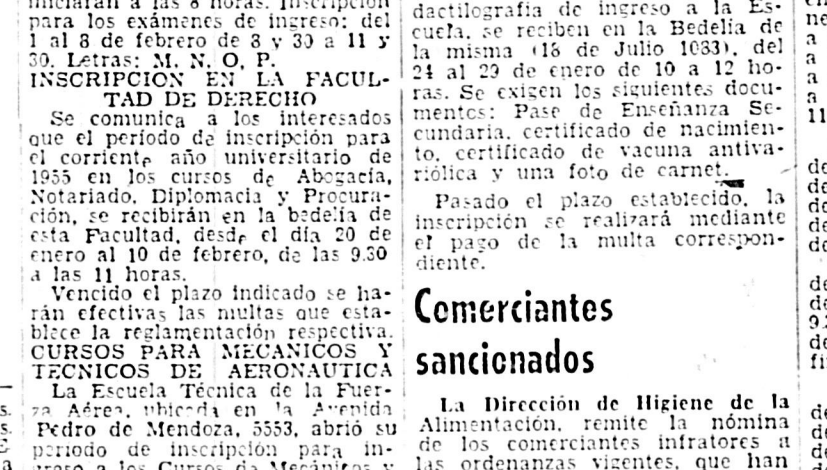 iniciarán a las 8 horas. Inscripción
para los exámenes de ingreso: del
1 al 8 de febrero de 8 y 30 a 11 y
30. Letras: M. N. O, P.
INSCRIPCION EN LA FACUL-
TAD DE DERECHO
Se comunica a los interesados
que el período de inscripción para
el corriente año universitario de
1955 en los cursos de Abogacía,
Notariado, Diplomacia y Procura-
ción, se recibirán en la bedelía de
esta Facultad, desde el día 20 de
enero al 10 de febrero, de las 9.30
a las 11 horas.
Vencido el plazo indicado se ha-
rán efectivas las multas que esta-
blece la reglamentación respectiva.
CURSOS PARA MECANICOS Y
TECNICOS DE AERONAUTICA
La Escuela Técnica de la Fuer-
za Aérea, ubicada en la Avenida
Pedro de Mendoza, 5553, abrió su
período de inscripción para in-
greso a los Cursos de Mecánicos y
dactilografía de ingreso a la Es-
cuela, se reciben en la Bedelía de
la misma (18 de Julio 1083), del
24 al 29 de enero de 10 a 12 ho-
ras. Se exigen los siguientes docu-
mentos: Pase de Enseñanza Se-
cundaria, certificado de nacimien-
to, certificado de vacuna antiva-
riólica y una foto de carnet.
Pasado el plazo establecido, la
inscripción se realizará mediante
el pago de la multa correspon-
diente.
Comerciantes
sancionados
La Dirección de Higiene de la
Alimentación, remite la nómina
de los comerciantes infratores a
las ordenanzas vigentes, que han